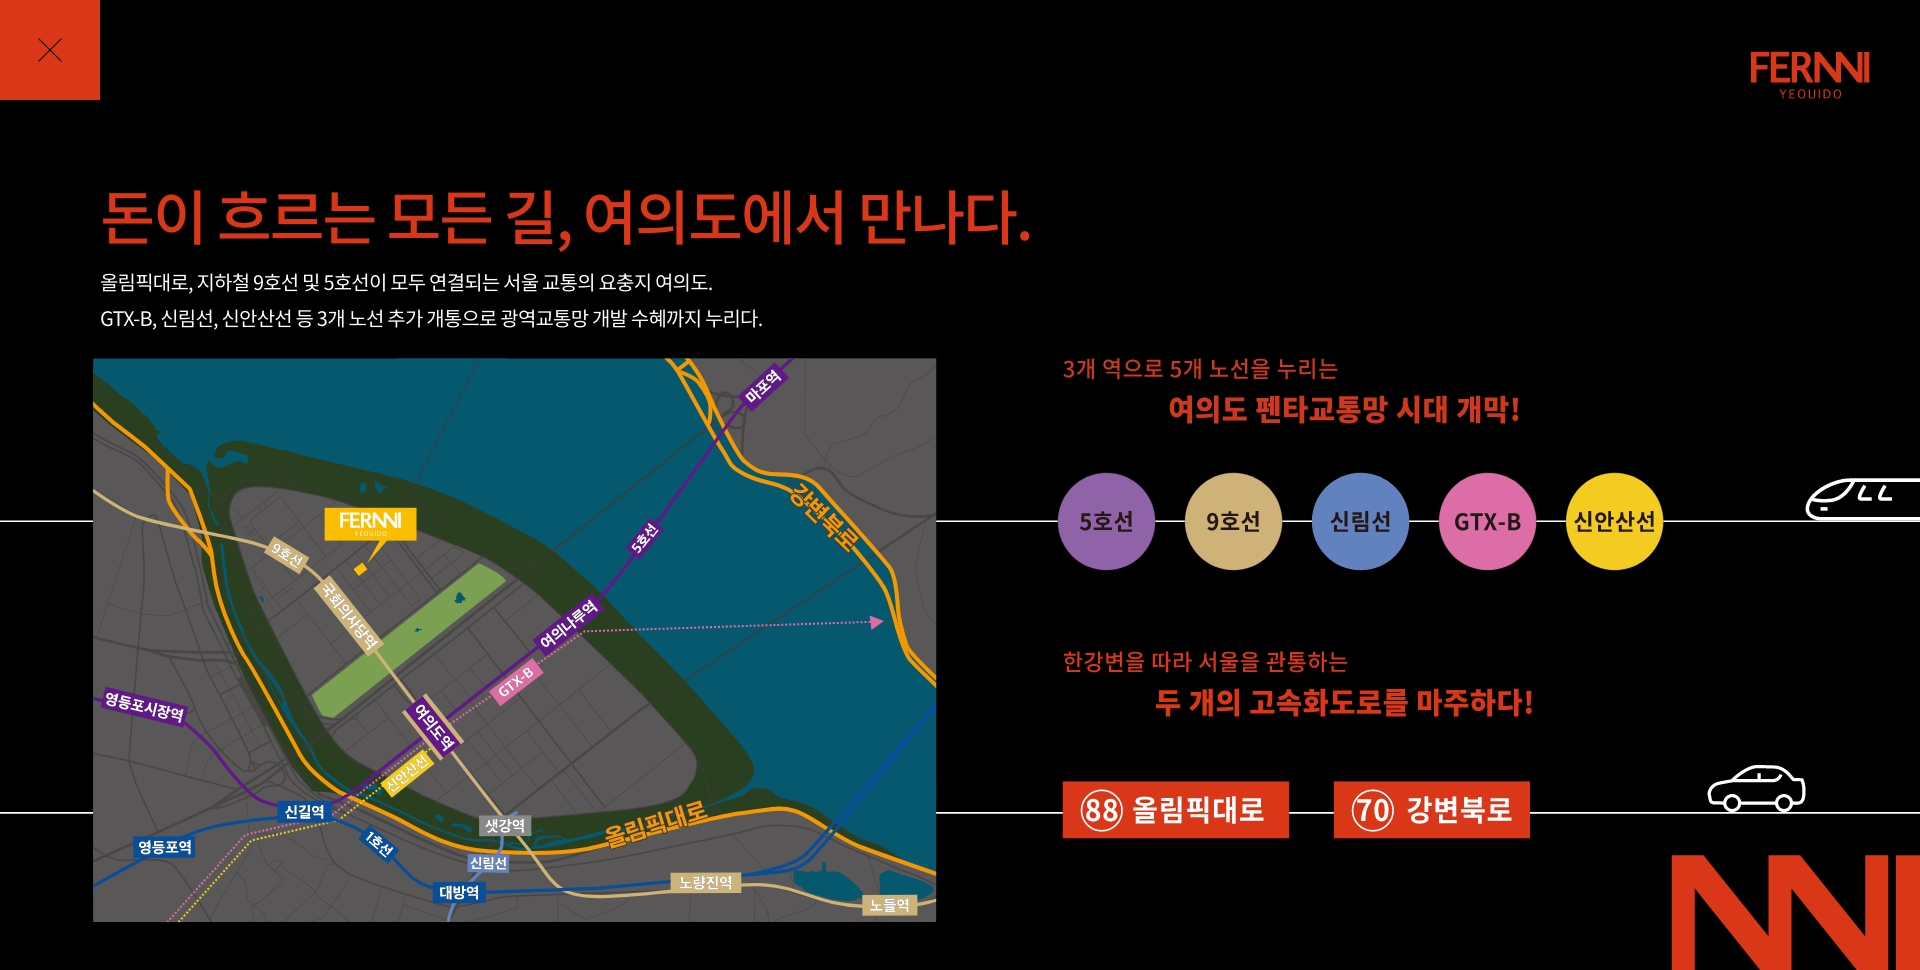 FERNNI
YEOUIDO
돈이 흐르는 모든 길, 여의도에서 만나다.
올림픽대로, 지하철 9호선 및 5호선이 모두 연결되는 서울 교통의 요충지 여의도.
GTX-B, 신림선, 신안산선 등 3개 노선 추가 개통으로 광역교통망 개발 수혜까지 누리다.
마포역
강변북로
FERNNI
YEOUIDO
5호선
9호선
국회의사당역
여의나루역
GTX-B
영등포시장역
여의도역
신안산선
신길역
샛강역
올림픽대로
영등포역
1호선
신림선
대방역
노량진역
노들역
3개 역으로 5개 노선을 누리는
여의도 펜타교통망 시대 개막!
5호선
9호선
신림선
GTX-B
신안산선
한강변을 따라 서울을 관통하는
두 개의 고속화도로를 마주하다!
88 올림픽대로
70 강변북로
NNI